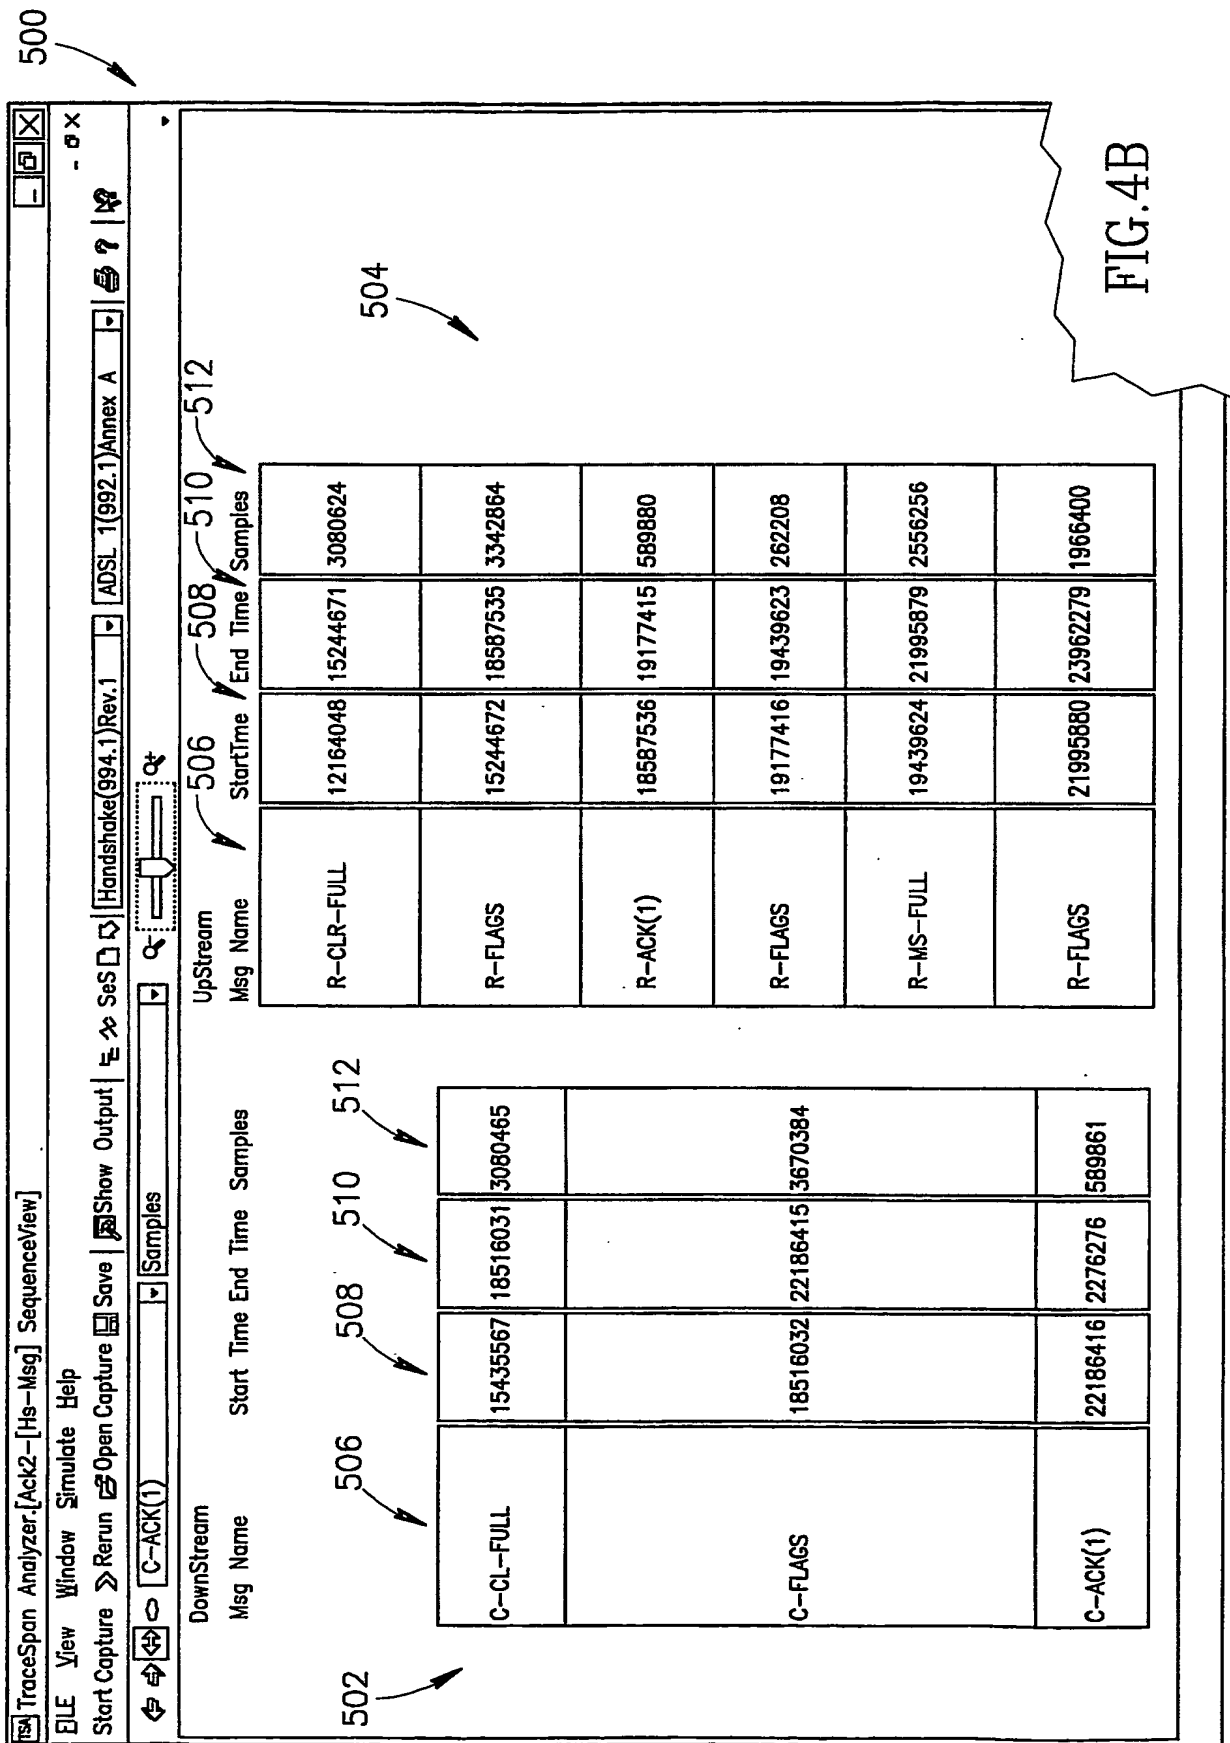 500
TSA TraceSpan Analyzer.[Ack2-[Hs-Msg] SequenceView]
FILE View Window Simulate Help
Start Capture Rerun Open Capture Save Show Output SeS Handshake(994.1)Rev.1 ADSL 1(992.1)Annex A ?
C-ACK(1) Samples
DownStream
Msg Name Start Time End Time Samples
506 508 510 512
C-CL-FULL 15435567 18516031 3080465
C-FLAGS 18516032 22186415 3670384
C-ACK(1) 22186416 2276276 589861
502
UpStream
Msg Name StartTme End Time Samples
506 508 510 512
R-CLR-FULL 12164048 15244671 3080624
R-FLAGS 15244672 18587535 3342864
R-ACK(1) 18587536 19177415 589880
R-FLAGS 19177416 19439623 262208
R-MS-FULL 19439624 21995879 2556256
R-FLAGS 21995880 23962279 1966400
504
FIG.4B